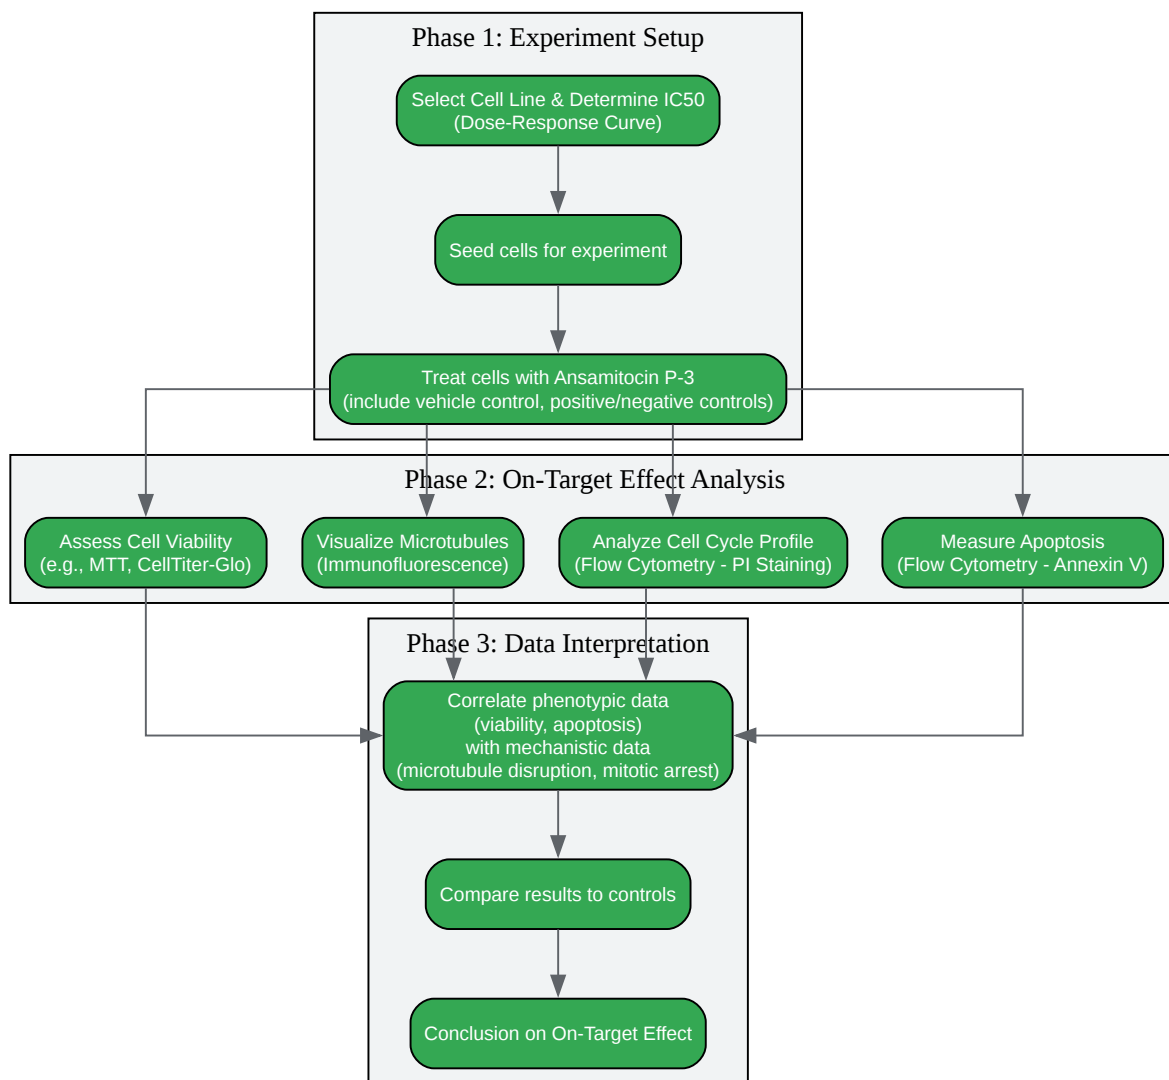 Phase 1: Experiment Setup
Select Cell Line & Determine IC50
(Dose-Response Curve)
Seed cells for experiment
Treat cells with Ansamitocin P-3
(include vehicle control, positive/negative controls)
Phase 2: On-Target Effect Analysis
Assess Cell Viability
(e.g., MTT, CellTiter-Glo)
Visualize Microtubules
(Immunofluorescence)
Analyze Cell Cycle Profile
(Flow Cytometry - PI Staining)
Measure Apoptosis
(Flow Cytometry - Annexin V)
Phase 3: Data Interpretation
Correlate phenotypic data
(viability, apoptosis)
with mechanistic data
(microtubule disruption, mitotic arrest)
Compare results to controls
Conclusion on On-Target Effect